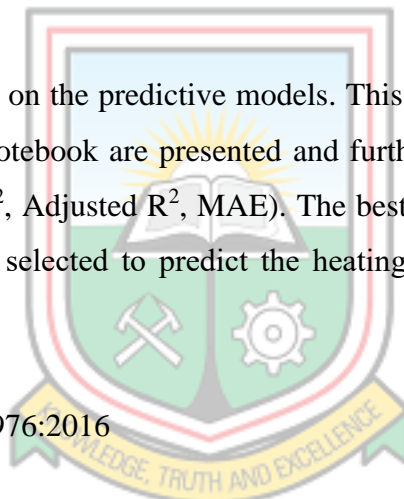 on the predictive models. This
otebook are presented and furth
², Adjusted R², MAE). The best
selected to predict the heating
976:2016
KNOWLEDGE, TRUTH AND EXCELLENCE